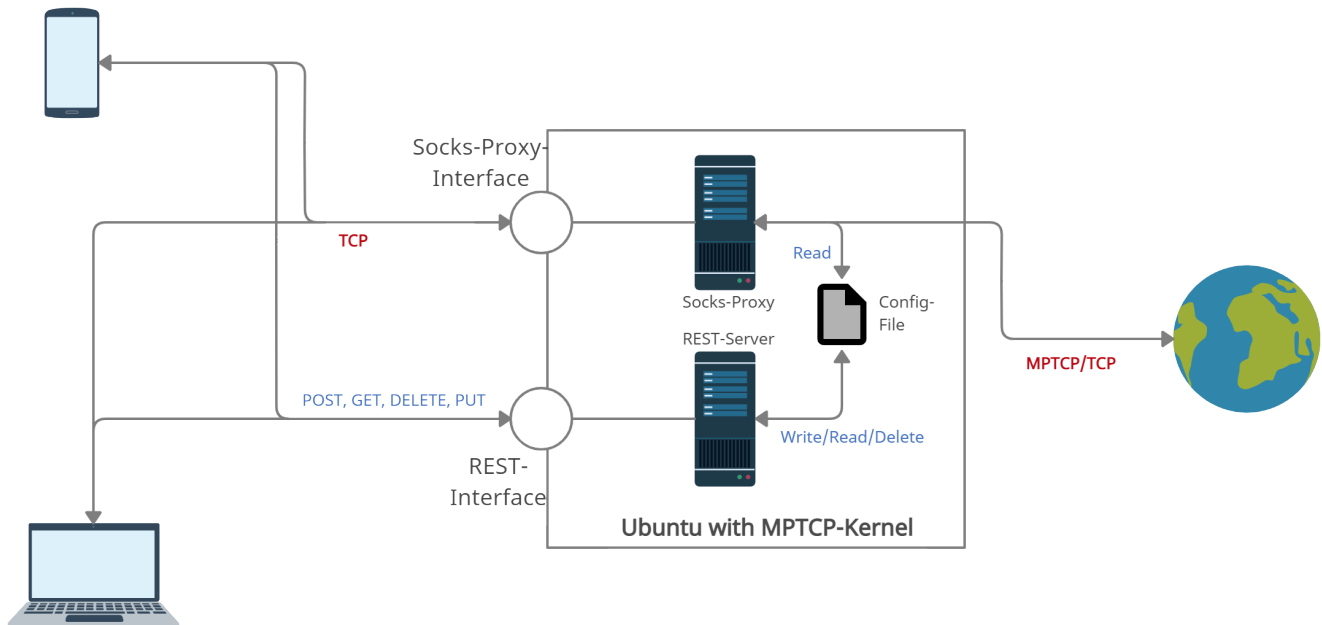 Socks-Proxy-
Interface
TCP
Read
Socks-Proxy
Config-
File
REST-Server
MPTCP/TCP
POST, GET, DELETE, PUT
Write/Read/Delete
REST-
Interface
Ubuntu with MPTCP-Kernel